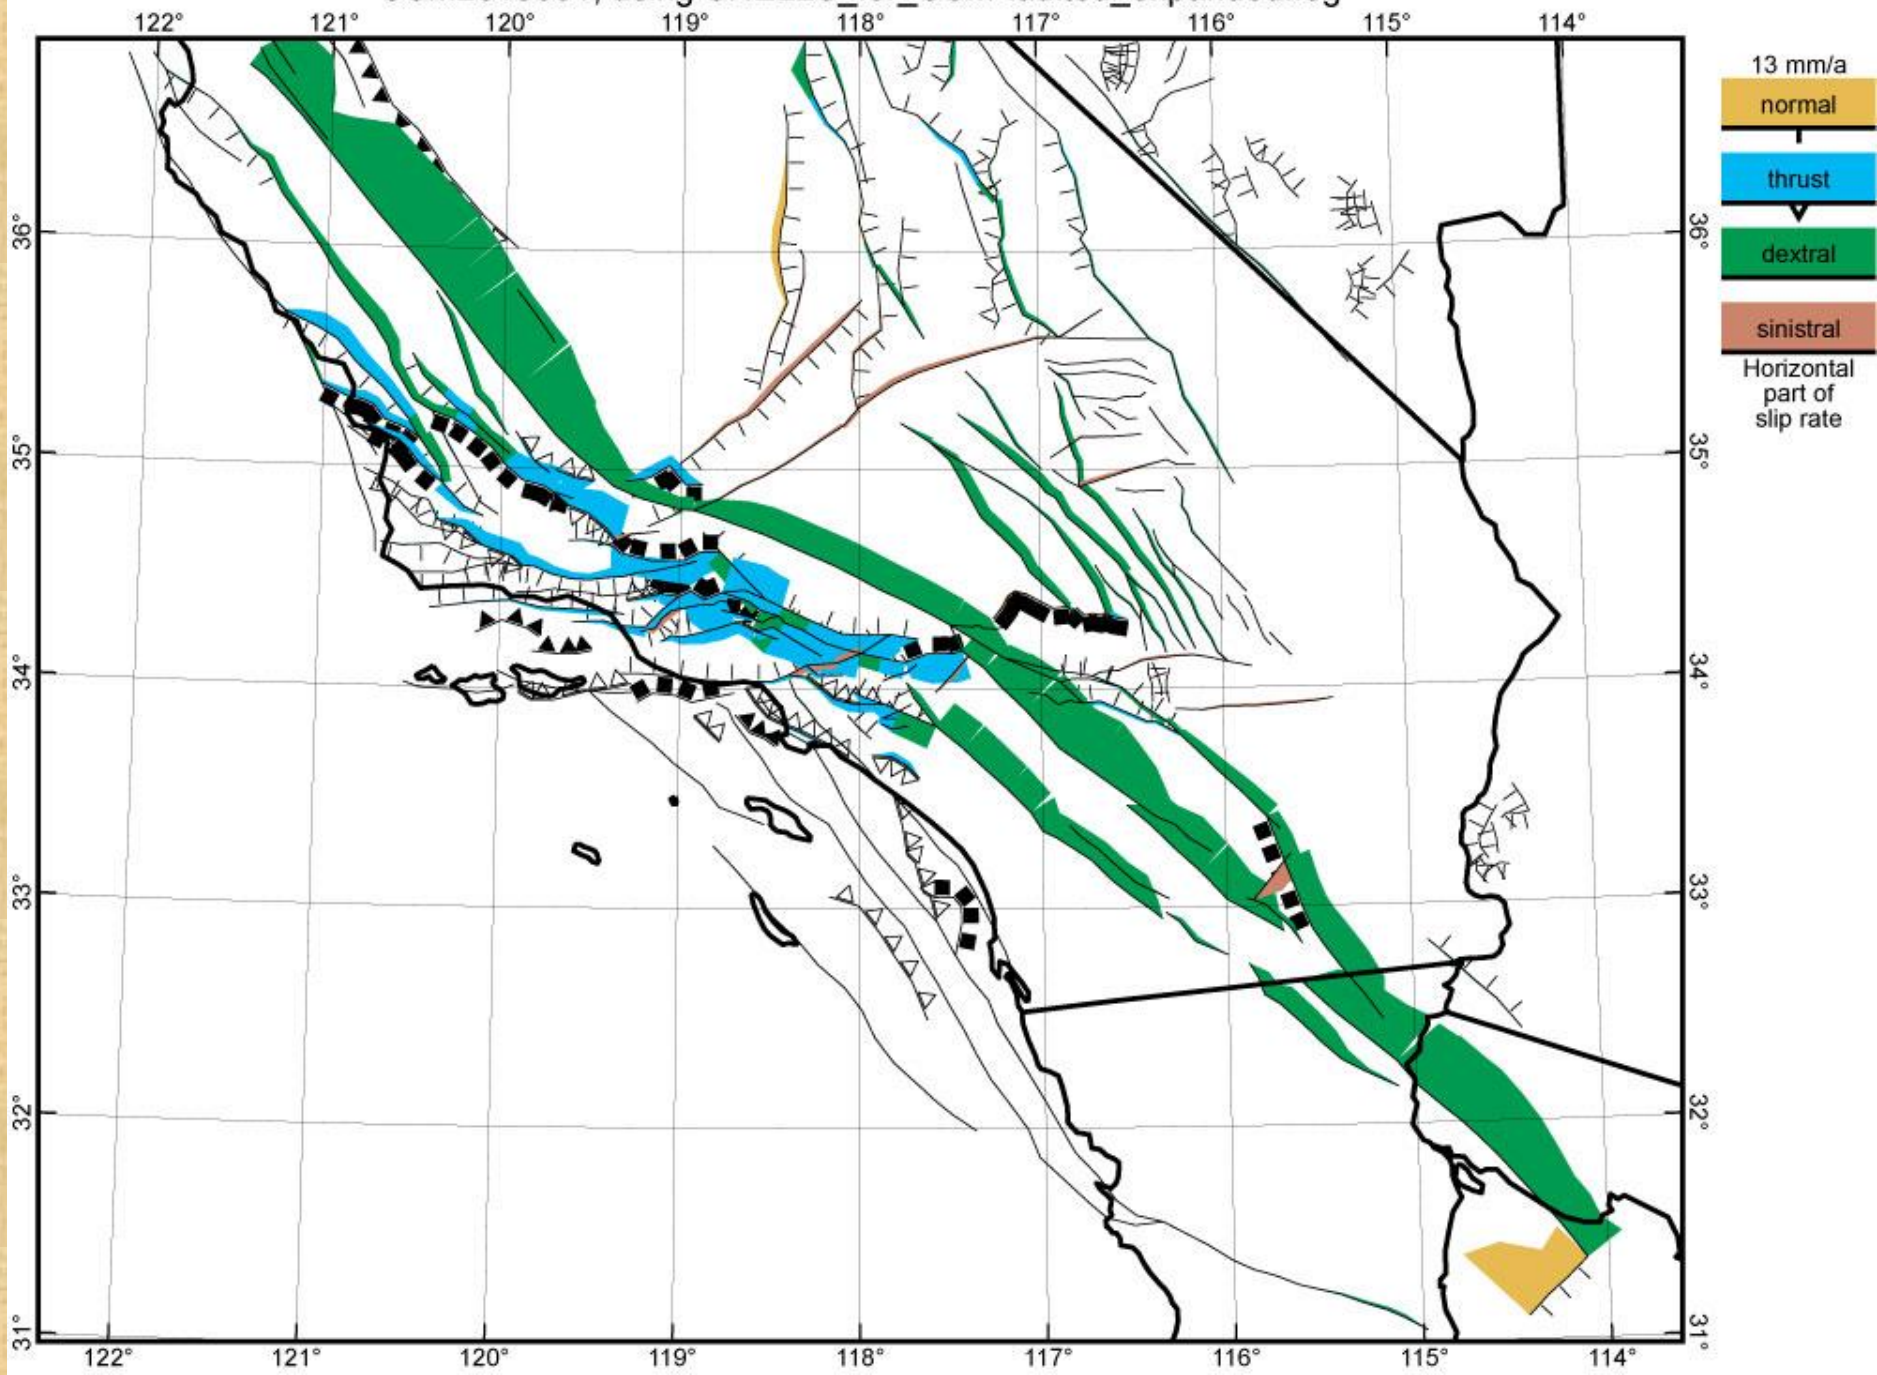 122° 121° 120° 119° 118° 117° 116° 115° 114°
13 mm/a
normal
thrust
dextral
sinistral
Horizontal
part of
slip rate
36° 36°
35° 35°
34° 34°
33° 33°
32° 32°
31° 31°
122° 121° 120° 119° 118° 117° 116° 115° 114°